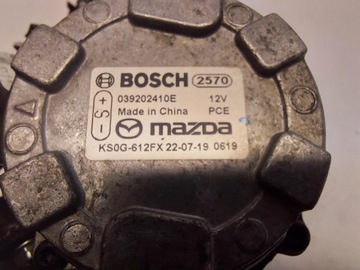 BOSCH 2570
039202410E 12V
Made in China PCE
- S +
mazda
KS0G-612FX 22-07-19 0619